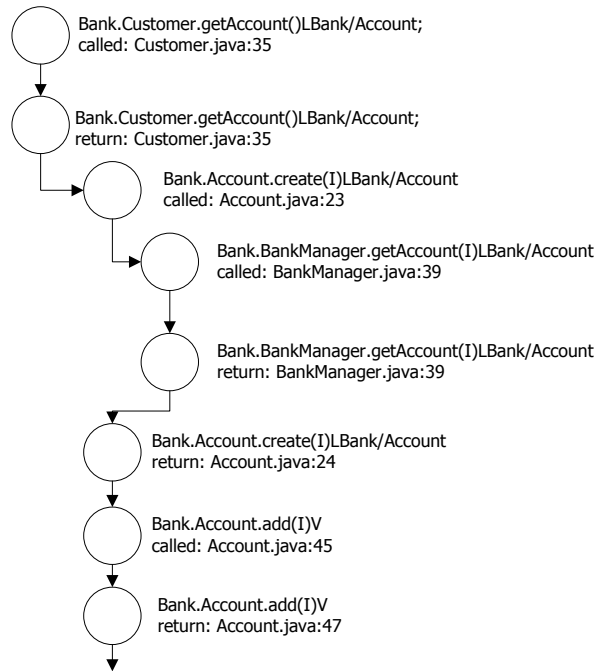 Bank.Customer.getAccount()LBank/Account;
called: Customer.java:35
Bank.Customer.getAccount()LBank/Account;
return: Customer.java:35
Bank.Account.create(I)LBank/Account
called: Account.java:23
Bank.BankManager.getAccount(I)LBank/Account
called: BankManager.java:39
Bank.BankManager.getAccount(I)LBank/Account
return: BankManager.java:39
Bank.Account.create(I)LBank/Account
return: Account.java:24
Bank.Account.add(I)V
called: Account.java:45
Bank.Account.add(I)V
return: Account.java:47